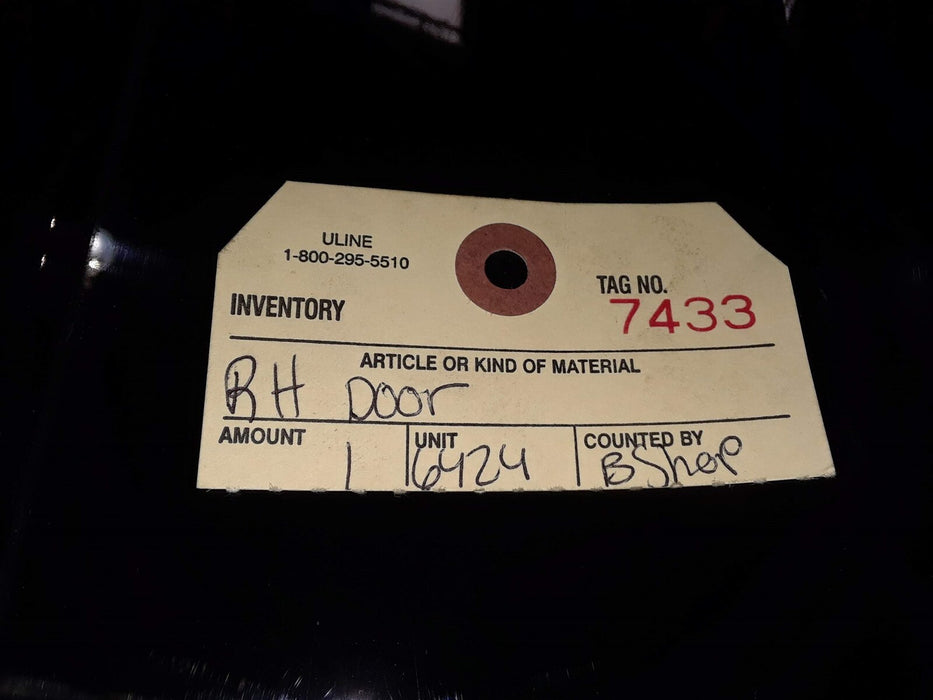 ULINE
1-800-295-5510
INVENTORY
TAG NO.
7433
ARTICLE OR KIND OF MATERIAL
RH Door
AMOUNT
1
UNIT
6424
COUNTED BY
BShop